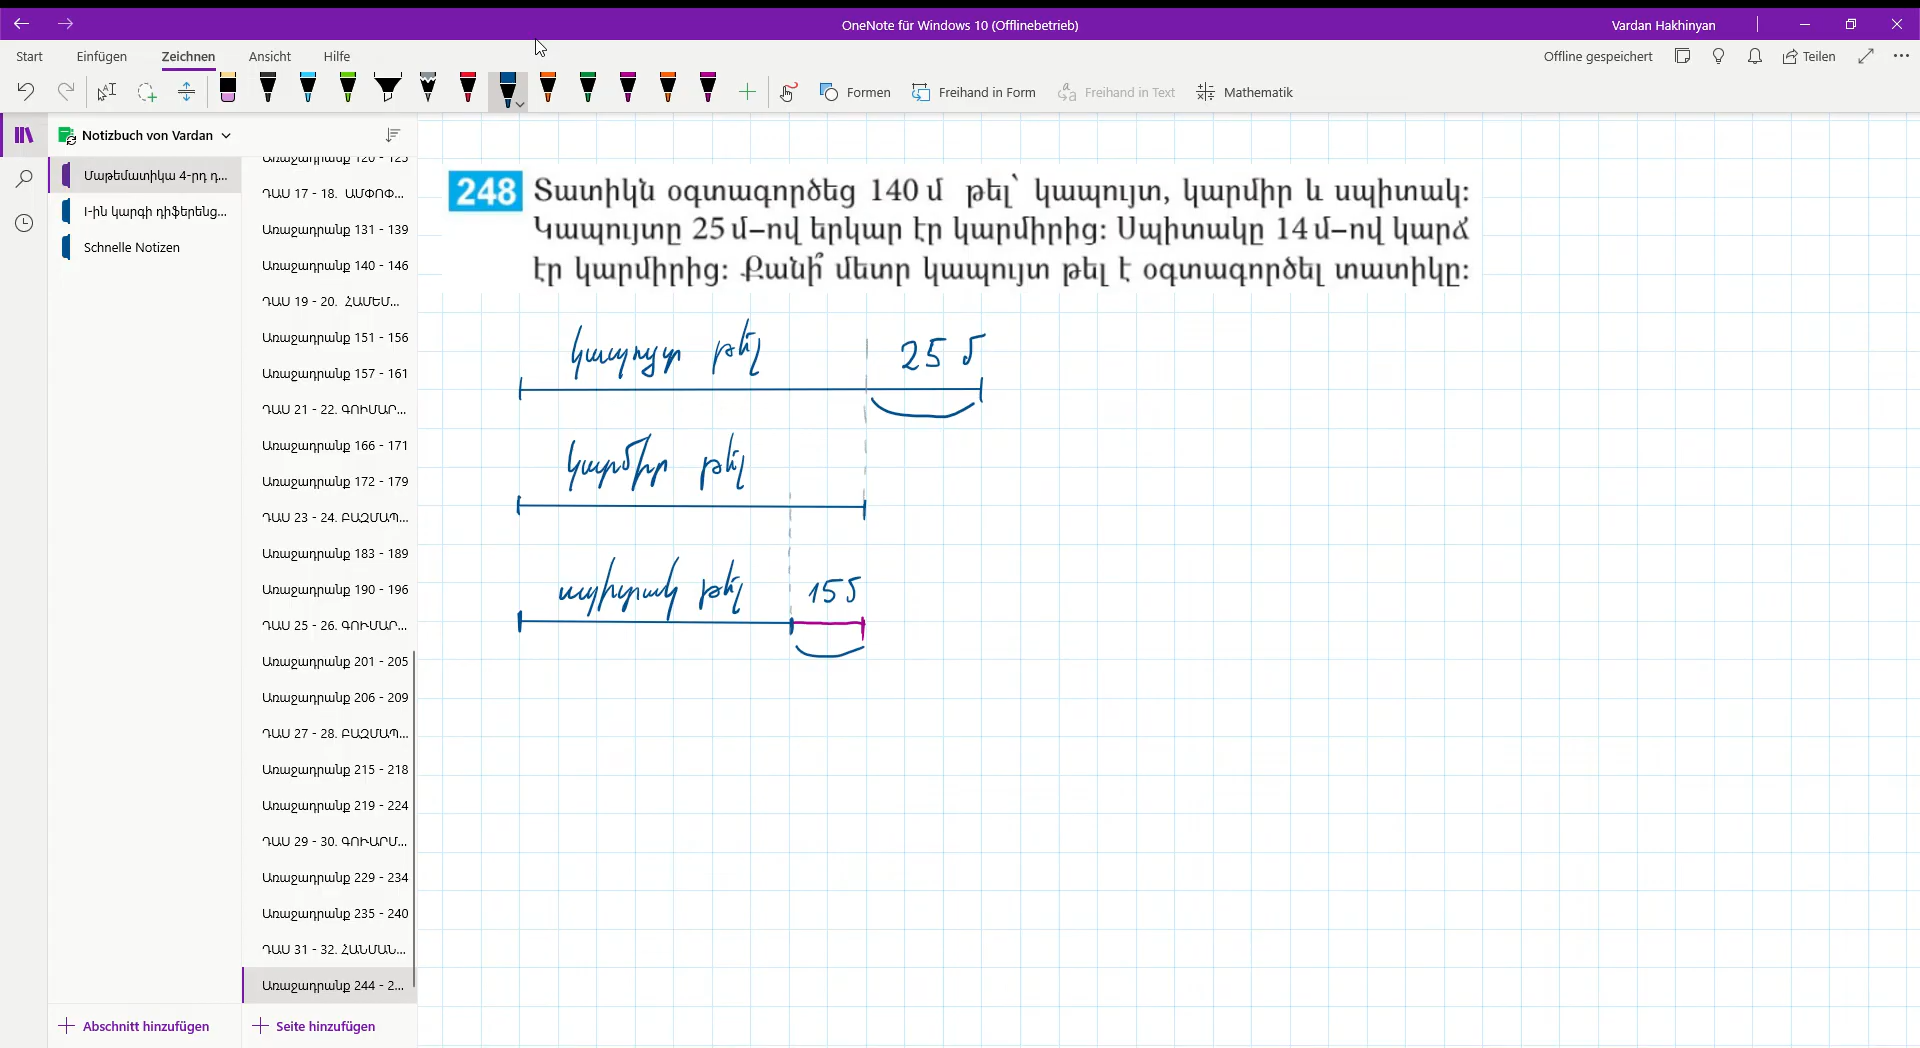 OneNote für Windows 10 (Offlinebetrieb)
Vardan Hakhinyan
Start Einfügen Zeichnen Ansicht Hilfe
Offline gespeichert Teilen
Formen Freihand in Form Freihand in Text Mathematik
Notizbuch von Vardan
Մաթեմատիկա 4-րդ դ...
I-ին կարգի դիֆերենց...
Schnelle Notizen
Առաջադրանք 120 - 125
ԴԱՍ 17 - 18. ԱՄՓՈՓ...
Առաջադրանք 131 - 139
Առաջադրանք 140 - 146
ԴԱՍ 19 - 20. ՀԱՄԵՄ...
Առաջադրանք 151 - 156
Առաջադրանք 157 - 161
ԴԱՍ 21 - 22. ԳՈՒՄԱՐ...
Առաջադրանք 166 - 171
Առաջադրանք 172 - 179
ԴԱՍ 23 - 24. ԲԱԶՄԱՊ...
Առաջադրանք 183 - 189
Առաջադրանք 190 - 196
ԴԱՍ 25 - 26. ԳՈՒՄԱՐ...
Առաջադրանք 201 - 205
Առաջադրանք 206 - 209
ԴԱՍ 27 - 28. ԲԱԶՄԱՊ...
Առաջադրանք 215 - 218
Առաջադրանք 219 - 224
ԴԱՍ 29 - 30. ԳՈՒԱՐՄ...
Առաջադրանք 229 - 234
Առաջադրանք 235 - 240
ԴԱՍ 31 - 32. ՀԱՆՄԱՆ...
Առաջադրանք 244 - 2...
Abschnitt hinzufügen
Seite hinzufügen
248 Տատիկն օգտագործեց 140 մ թել՝ կապույտ, կարմիր և սպիտակ:
Կապույտը 25 մ–ով երկար էր կարմիրից: Սպիտակը 14 մ–ով կարճ
էր կարմիրից: Քանի՞ մետր կապույտ թել է օգտագործել տատիկը:
կապույտ թել 25 մ
կարմիր թել
սպիտակ թել 15 մ